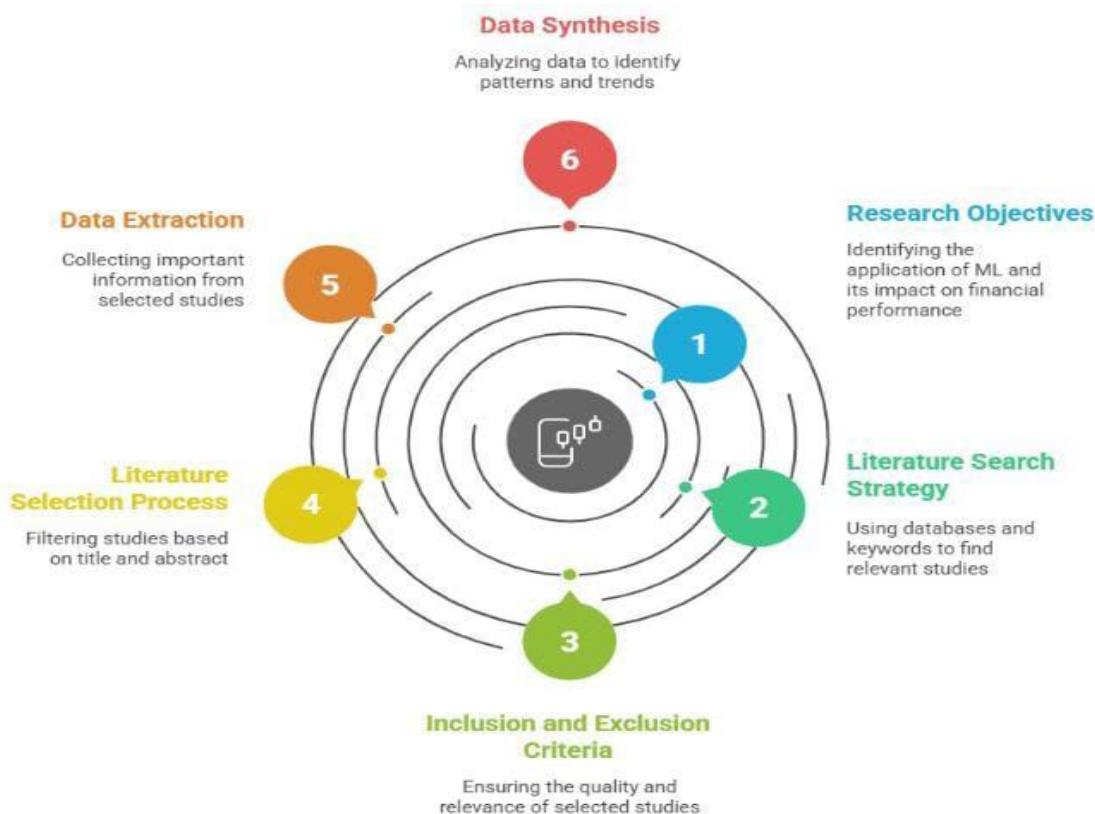 Data Synthesis
Analyzing data to identify
patterns and trends
6
Data Extraction
Collecting important
information from
selected studies
5
Research Objectives
Identifying the
application of ML and
its impact on financial
performance
1
Literature
Selection Process
Filtering studies based
on title and abstract
4
Literature Search
Strategy
Using databases and
keywords to find
relevant studies
2
3
Inclusion and Exclusion
Criteria
Ensuring the quality and
relevance of selected studies